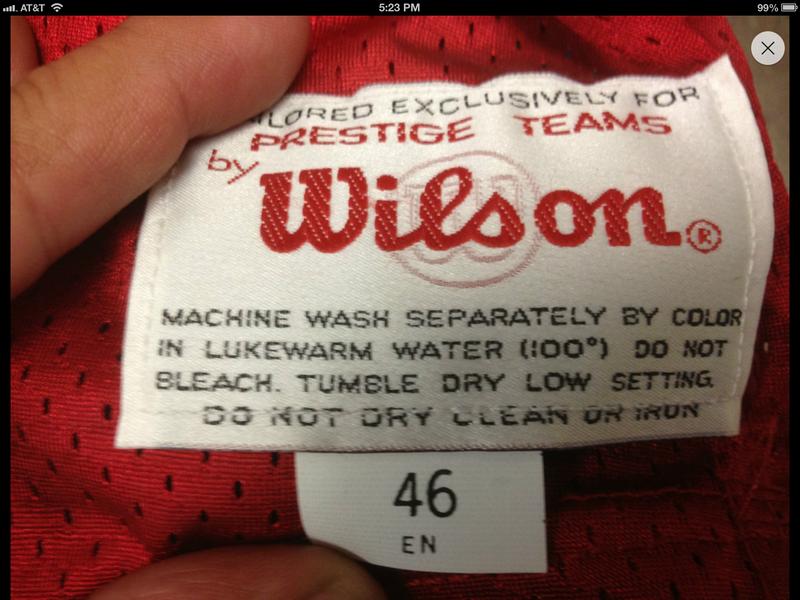 AT&T
5:23 PM
99%
TAILORED EXCLUSIVELY FOR
PRESTIGE TEAMS
by
Wilson®
MACHINE WASH SEPARATELY BY COLOR
IN LUKEWARM WATER (100°) DO NOT
BLEACH. TUMBLE DRY LOW SETTING.
DO NOT DRY CLEAN OR IRON
46
EN